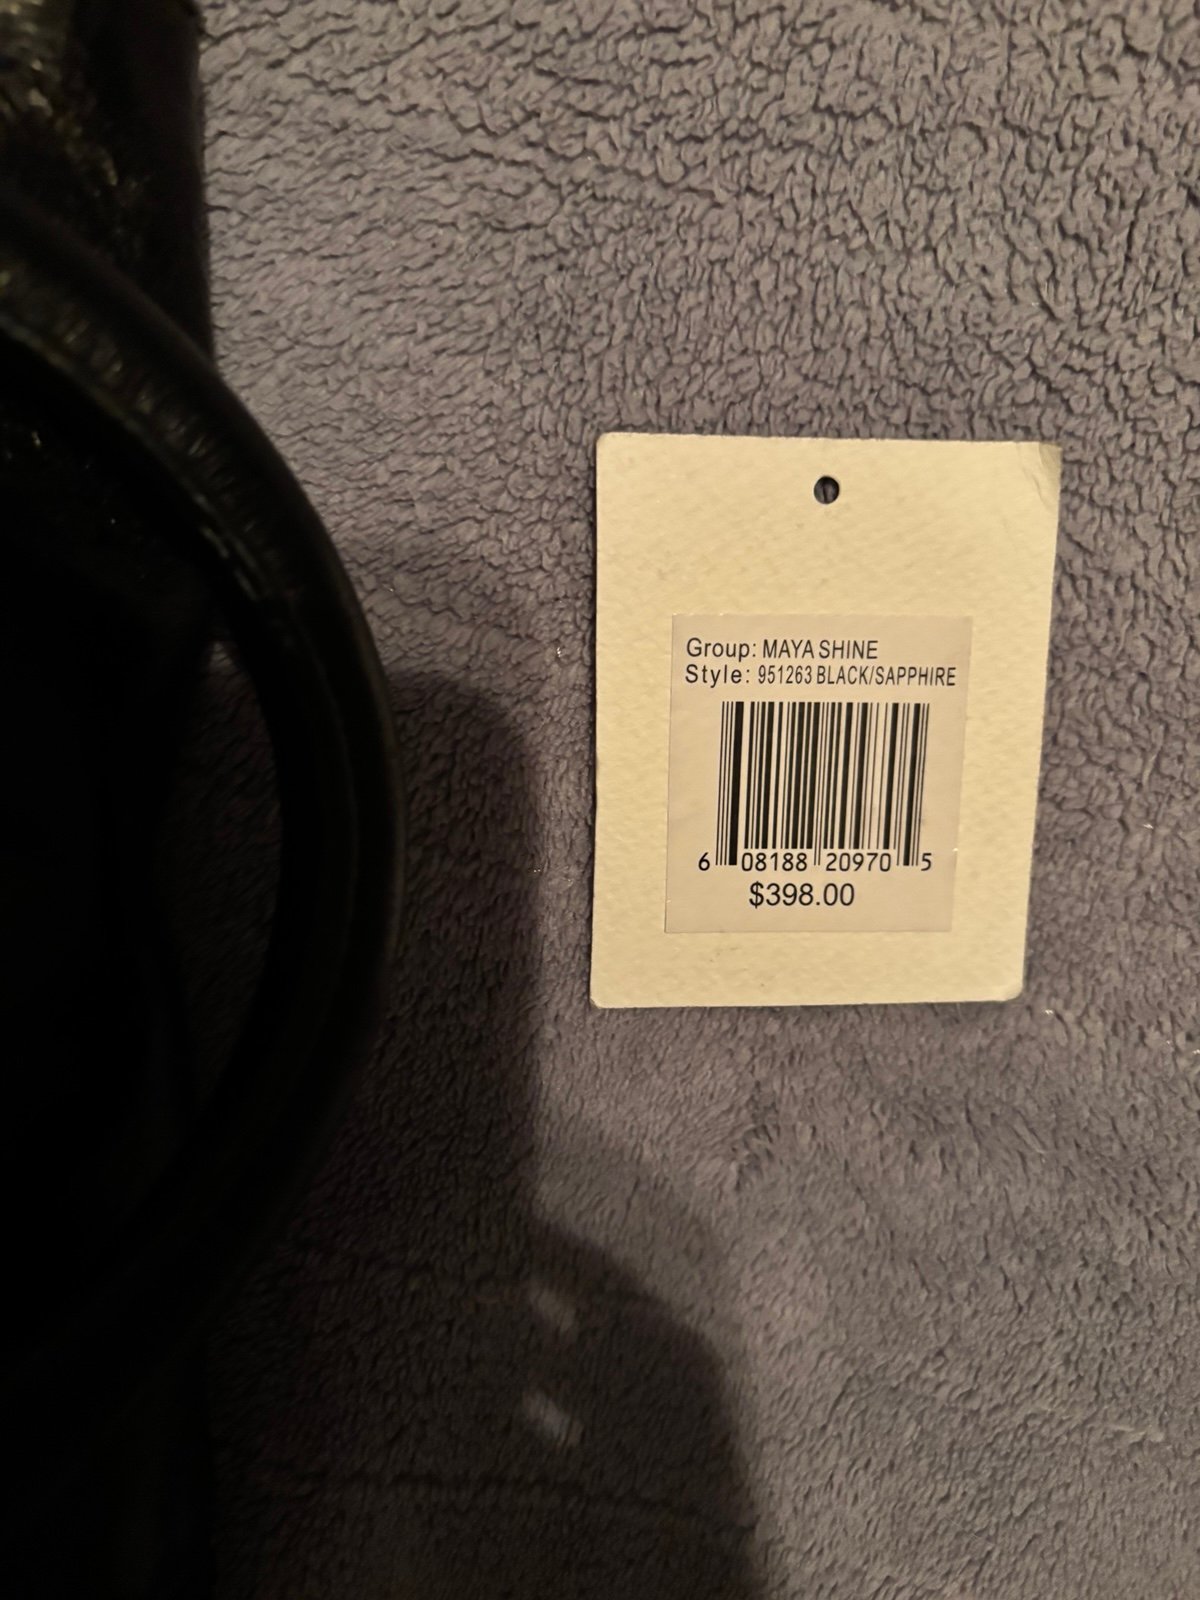 Group: MAYA SHINE
Style: 951263 BLACK/SAPPHIRE
6 08188 20970 5
$398.00